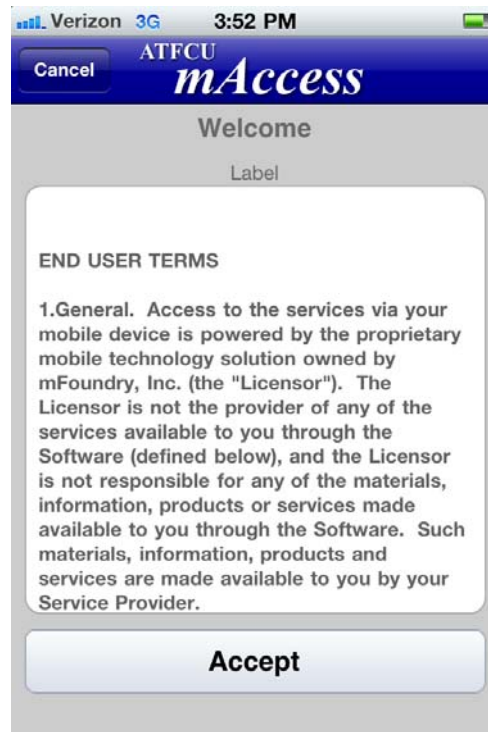 Verizon 3G 3:52 PM
Cancel
ATFCU
mAccess
Welcome
Label
END USER TERMS
1.General. Access to the services via your
mobile device is powered by the proprietary
mobile technology solution owned by
mFoundry, Inc. (the "Licensor"). The
Licensor is not the provider of any of the
services available to you through the
Software (defined below), and the Licensor
is not responsible for any of the materials,
information, products or services made
available to you through the Software. Such
materials, information, products and
services are made available to you by your
Service Provider.
Accept